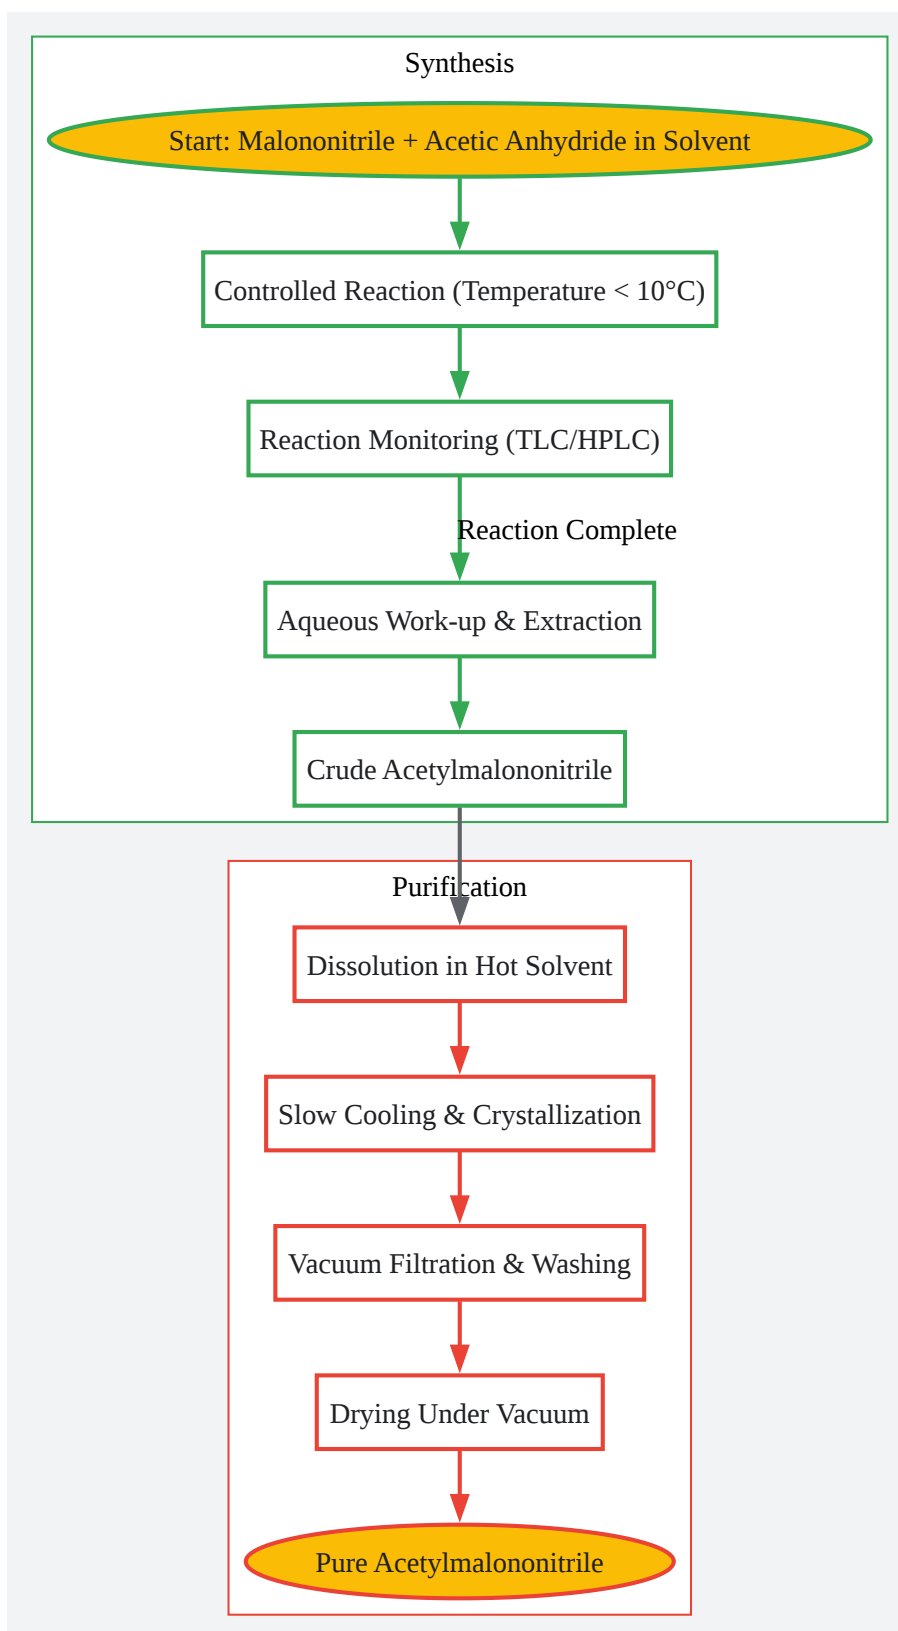 Synthesis
Start: Malononitrile + Acetic Anhydride in Solvent
Controlled Reaction (Temperature < 10°C)
Reaction Monitoring (TLC/HPLC)
Reaction Complete
Aqueous Work-up & Extraction
Crude Acetylmalononitrile
Purification
Dissolution in Hot Solvent
Slow Cooling & Crystallization
Vacuum Filtration & Washing
Drying Under Vacuum
Pure Acetylmalononitrile